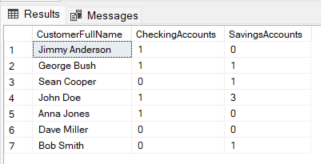 Results Messages
CustomerFullName CheckingAccounts SavingsAccounts
1 Jimmy Anderson 1 0
2 George Bush 1 1
3 Sean Cooper 0 1
4 John Doe 1 3
5 Anna Jones 1 0
6 Dave Miller 0 0
7 Bob Smith 0 1